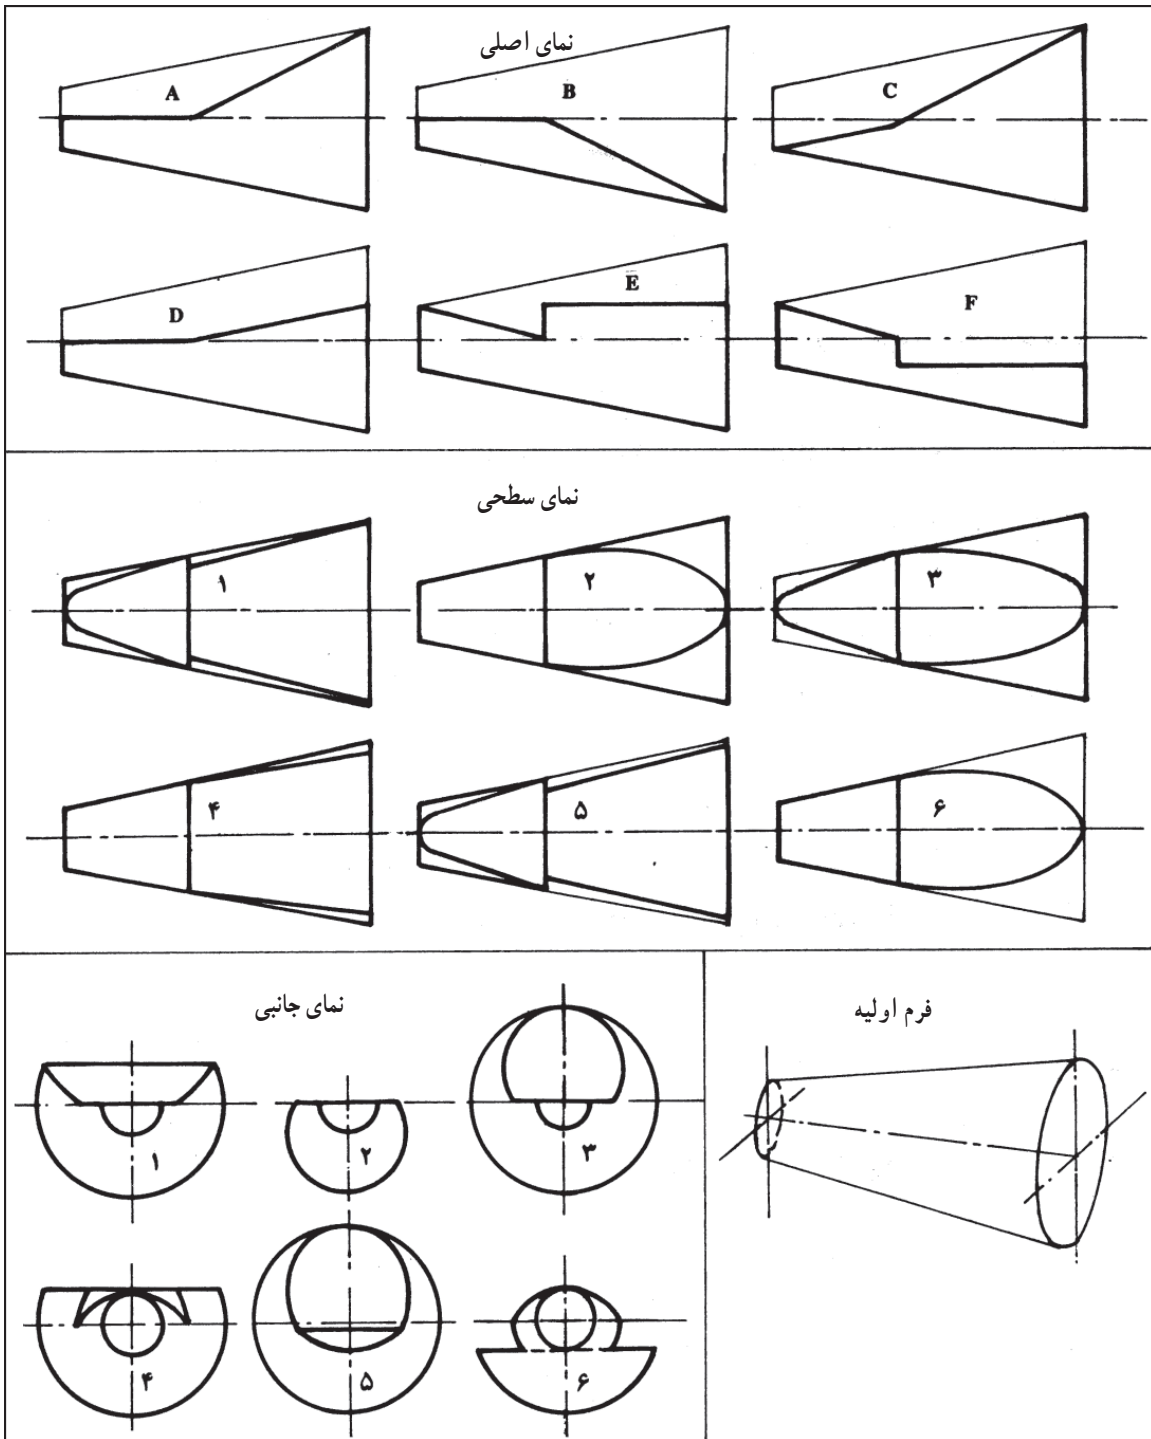 نمای اصلی
A
B
C
D
E
F
نمای سطحی
۱
۲
۳
۴
۵
۶
نمای جانبی
فرم اولیه
۱
۲
۳
۴
۵
۶